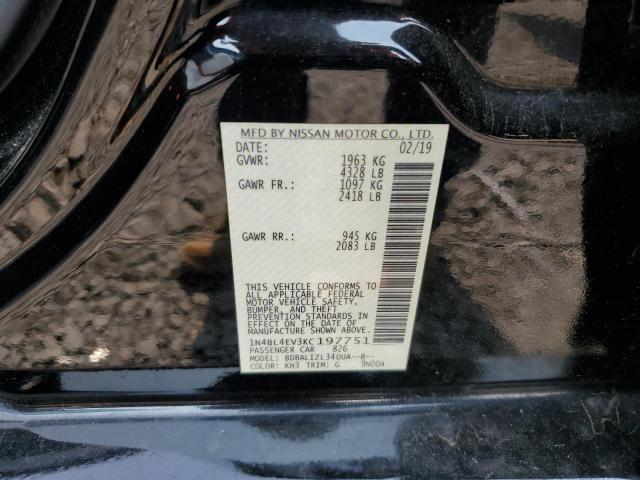 MFD BY NISSAN MOTOR CO., LTD.
DATE: 02/19
GVWR: 1963 KG
4328 LB
GAWR FR.: 1097 KG
2418 LB
GAWR RR.: 945 KG
2083 LB
THIS VEHICLE CONFORMS TO
ALL APPLICABLE FEDERAL
MOTOR VEHICLE SAFETY,
BUMPER, AND THEFT
PREVENTION STANDARDS IN
EFFECT ON THE DATE OF
MANUFACTURE SHOWN ABOVE.
1N4BL4EV3KC197751
PASSENGER CAR 826
MODEL: BDBALIZL34DUA--B--
COLOR: KH3 TRIM: G 9N00A